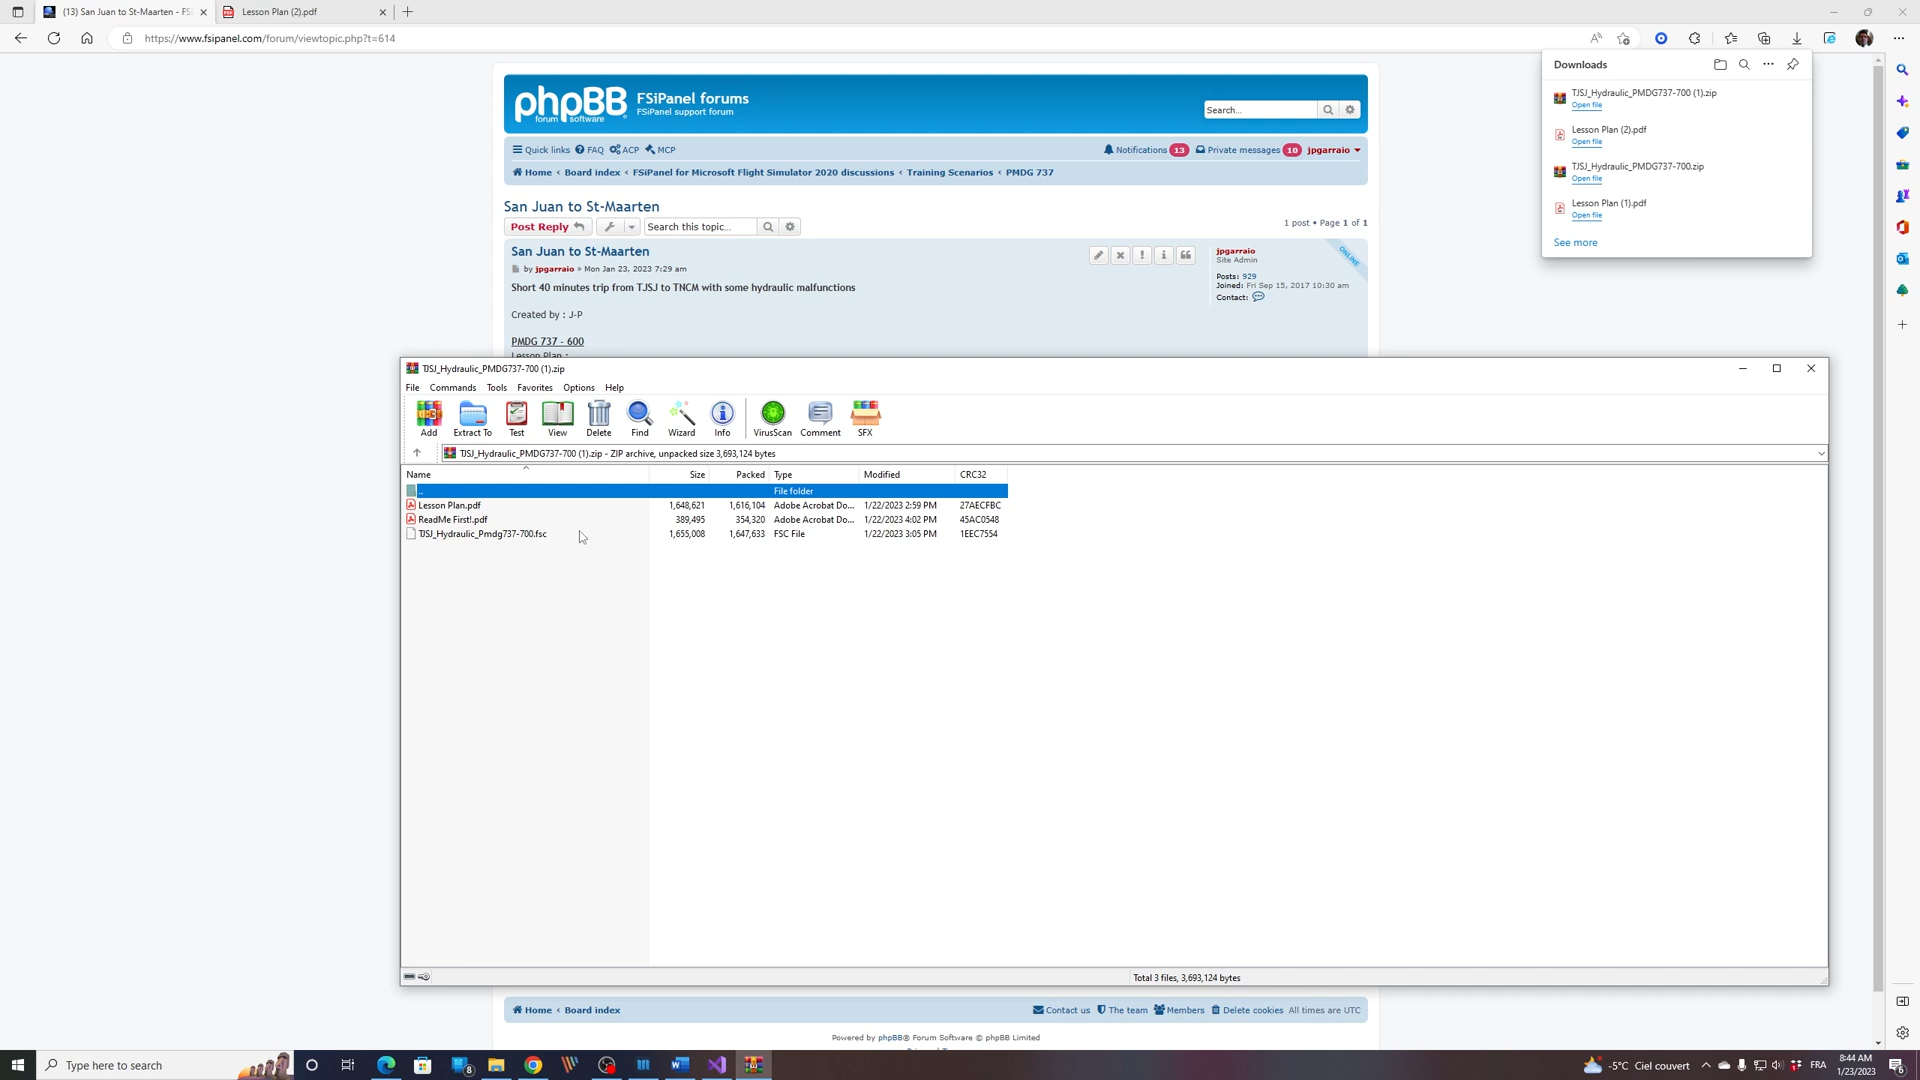 (13) San Juan to St-Maarten - FS
Lesson Plan (2).pdf
https://www.fsipanel.com/forum/viewtopic.php?t=614
Downloads
TJSJ_Hydraulic_PMDG737-700 (1).zip
Open file
Lesson Plan (2).pdf
Open file
TJSJ_Hydraulic_PMDG737-700.zip
Open file
Lesson Plan (1).pdf
Open file
See more
phpBB
forum software
FSiPanel forums
FSiPanel support forum
Search...
Quick links FAQ ACP MCP
Notifications 13 Private messages 10 jpgarraio
Home ‹ Board index ‹ FSiPanel for Microsoft Flight Simulator 2020 discussions ‹ Training Scenarios ‹ PMDG 737
San Juan to St-Maarten
Post Reply
Search this topic...
1 post • Page 1 of 1
San Juan to St-Maarten
by jpgarraio » Mon Jan 23, 2023 7:29 am
Short 40 minutes trip from TJSJ to TNCM with some hydraulic malfunctions
Created by : J-P
PMDG 737 - 600
Lesson Plan :
jpgarraio
Site Admin
Posts: 929
Joined: Fri Sep 15, 2017 10:30 am
Contact:
ONLINE
TJSJ_Hydraulic_PMDG737-700 (1).zip
File Commands Tools Favorites Options Help
Add Extract To Test View Delete Find Wizard Info VirusScan Comment SFX
TJSJ_Hydraulic_PMDG737-700 (1).zip - ZIP archive, unpacked size 3,693,124 bytes
Name Size Packed Type Modified CRC32
.. File folder
Lesson Plan.pdf 1,648,621 1,616,104 Adobe Acrobat Do... 1/22/2023 2:59 PM 27AECFBC
ReadMe First!.pdf 389,495 354,320 Adobe Acrobat Do... 1/22/2023 4:02 PM 45AC0548
TJSJ_Hydraulic_Pmdg737-700.fsc 1,655,008 1,647,633 FSC File 1/22/2023 3:05 PM 1EEC7554
Total 3 files, 3,693,124 bytes
Home ‹ Board index
Contact us The team Members Delete cookies All times are UTC
Powered by phpBB® Forum Software © phpBB Limited
Type here to search
8
-5°C Ciel couvert
FRA
8:44 AM
1/23/2023
6